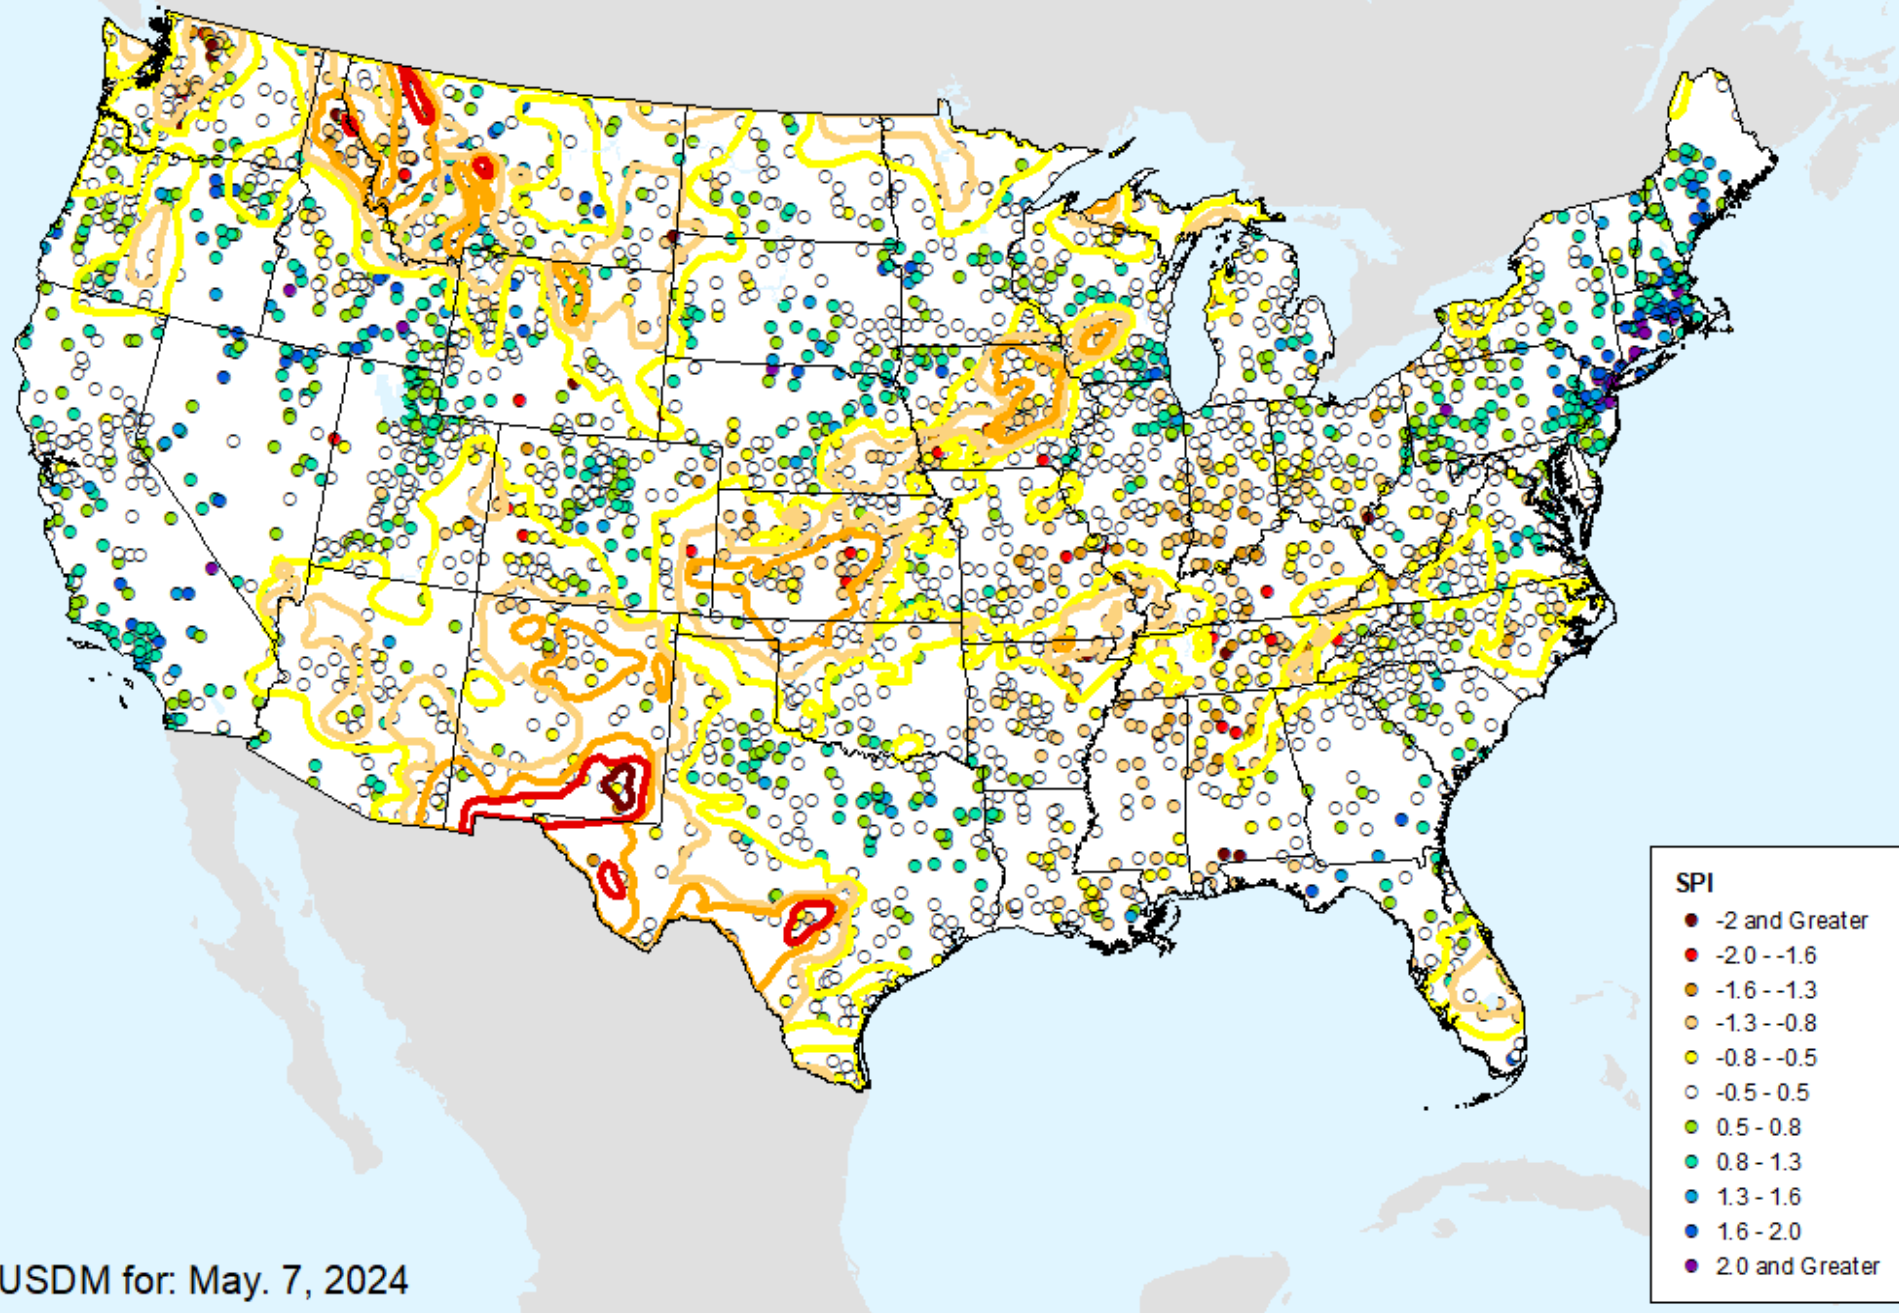 SPI
-2 and Greater
-2.0 - -1.6
-1.6 - -1.3
-1.3 - -0.8
-0.8 - -0.5
-0.5 - 0.5
0.5 - 0.8
0.8 - 1.3
1.3 - 1.6
1.6 - 2.0
2.0 and Greater
USDM for: May. 7, 2024